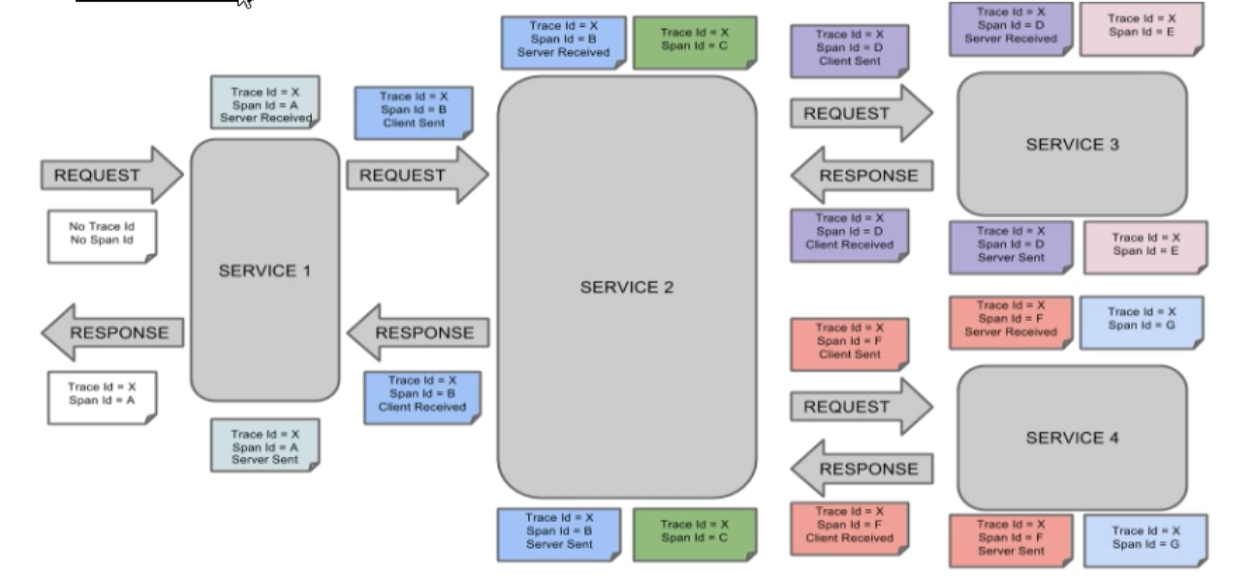 Trace Id = X
Span Id = B
Server Received
Trace Id = X
Span Id = C
Trace Id = X
Span Id = D
Client Sent
Trace Id = X
Span Id = D
Server Received
Trace Id = X
Span Id = E
Trace Id = X
Span Id = A
Server Received
Trace Id = X
Span Id = B
Client Sent
REQUEST
SERVICE 3
REQUEST
REQUEST
RESPONSE
No Trace Id
No Span Id
Trace Id = X
Span Id = D
Client Received
Trace Id = X
Span Id = D
Server Sent
Trace Id = X
Span Id = E
SERVICE 1
SERVICE 2
Trace Id = X
Span Id = F
Server Received
Trace Id = X
Span Id = G
RESPONSE
RESPONSE
Trace Id = X
Span Id = F
Client Sent
Trace Id = X
Span Id = A
Trace Id = X
Span Id = B
Client Received
REQUEST
SERVICE 4
Trace Id = X
Span Id = A
Server Sent
RESPONSE
Trace Id = X
Span Id = B
Server Sent
Trace Id = X
Span Id = C
Trace Id = X
Span Id = F
Client Received
Trace Id = X
Span Id = F
Server Sent
Trace Id = X
Span Id = G